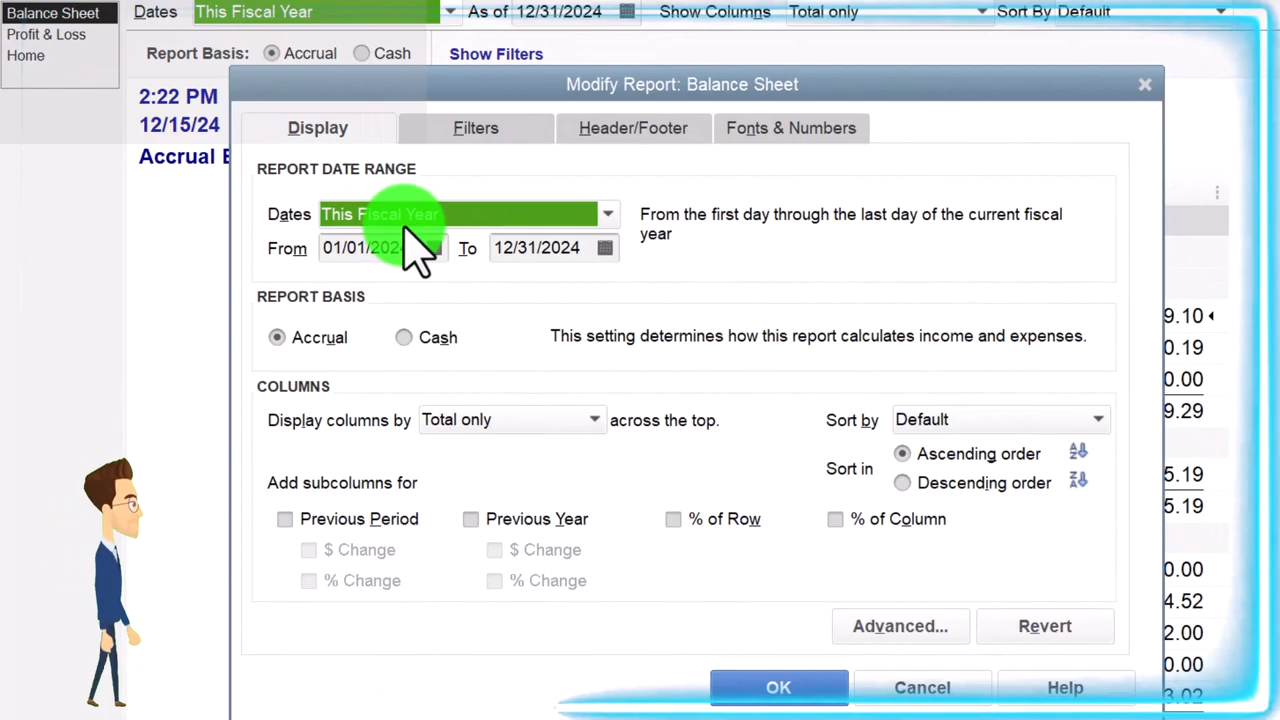 Balance Sheet
Profit & Loss
Home
Dates This Fiscal Year As of 12/31/2024 Show Columns Total only Sort By Default
Report Basis: Accrual Cash Show Filters
2:22 PM
12/15/24
Accrual
Modify Report: Balance Sheet
Display Filters Header/Footer Fonts & Numbers
REPORT DATE RANGE
Dates This Fiscal Year From the first day through the last day of the current fiscal
year
From 01/01/2024 To 12/31/2024
REPORT BASIS
Accrual Cash This setting determines how this report calculates income and expenses.
COLUMNS
Display columns by Total only across the top. Sort by Default
Sort in Ascending order
Descending order
Add subcolumns for
Previous Period Previous Year % of Row % of Column
$ Change $ Change
% Change % Change
Advanced... Revert
OK Cancel Help
9.10
0.19
0.00
9.29
5.19
5.19
0.00
4.52
2.00
0.00
3.02